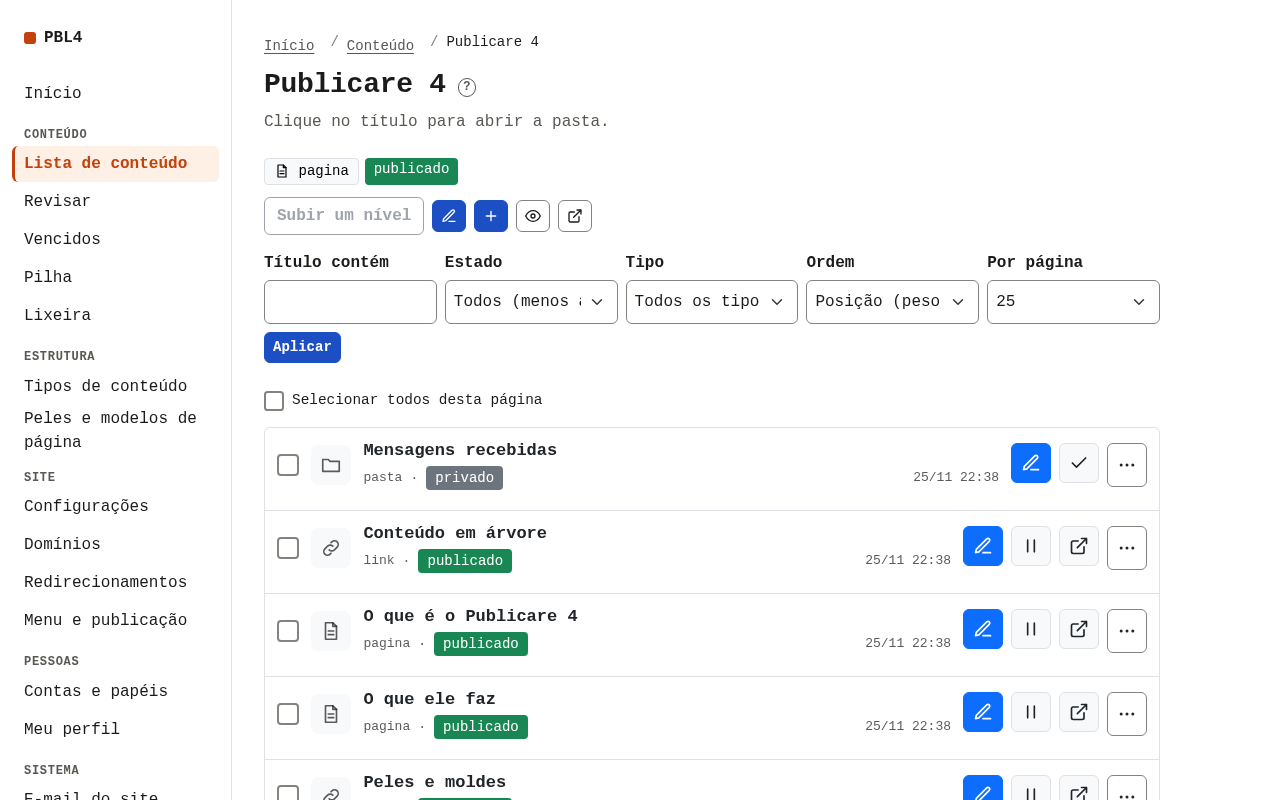 PBL4
Início
CONTEÚDO
Lista de conteúdo
Revisar
Vencidos
Pilha
Lixeira
ESTRUTURA
Tipos de conteúdo
Peles e modelos de
página
SITE
Configurações
Domínios
Redirecionamentos
Menu e publicação
PESSOAS
Contas e papéis
Meu perfil
SISTEMA
E-mail do site
Início / Conteúdo / Publicare 4
Publicare 4 ?
Clique no título para abrir a pasta.
pagina publicado
Subir um nível
Título contém Estado Tipo Ordem Por página
Todos (menos Todos os tipo Posição (peso 25
Aplicar
Selecionar todos desta página
Mensagens recebidas
pasta · privado 25/11 22:38
Conteúdo em árvore
link · publicado 25/11 22:38
O que é o Publicare 4
pagina · publicado 25/11 22:38
O que ele faz
pagina · publicado 25/11 22:38
Peles e moldes